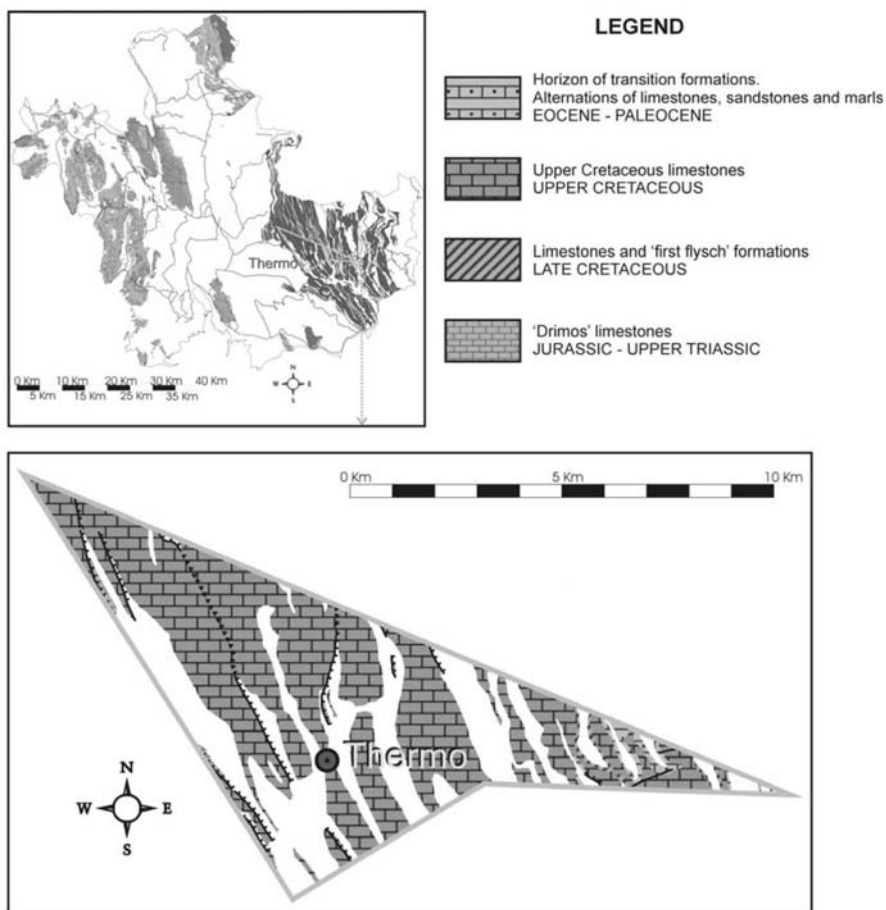 LEGEND
Horizon of transition formations.
Alternations of limestones, sandstones and marls
EOCENE - PALEOCENE
Upper Cretaceous limestones
UPPER CRETACEOUS
Limestones and 'first flysch' formations
LATE CRETACEOUS
'Drimos' limestones
JURASSIC - UPPER TRIASSIC
Thermo
N
W E
S
0 Km 10 Km 20 Km 30 Km 40 Km
5 Km 15 Km 25 Km 35 Km
0 Km 5 Km 10 Km
Thermo
N
W E
S